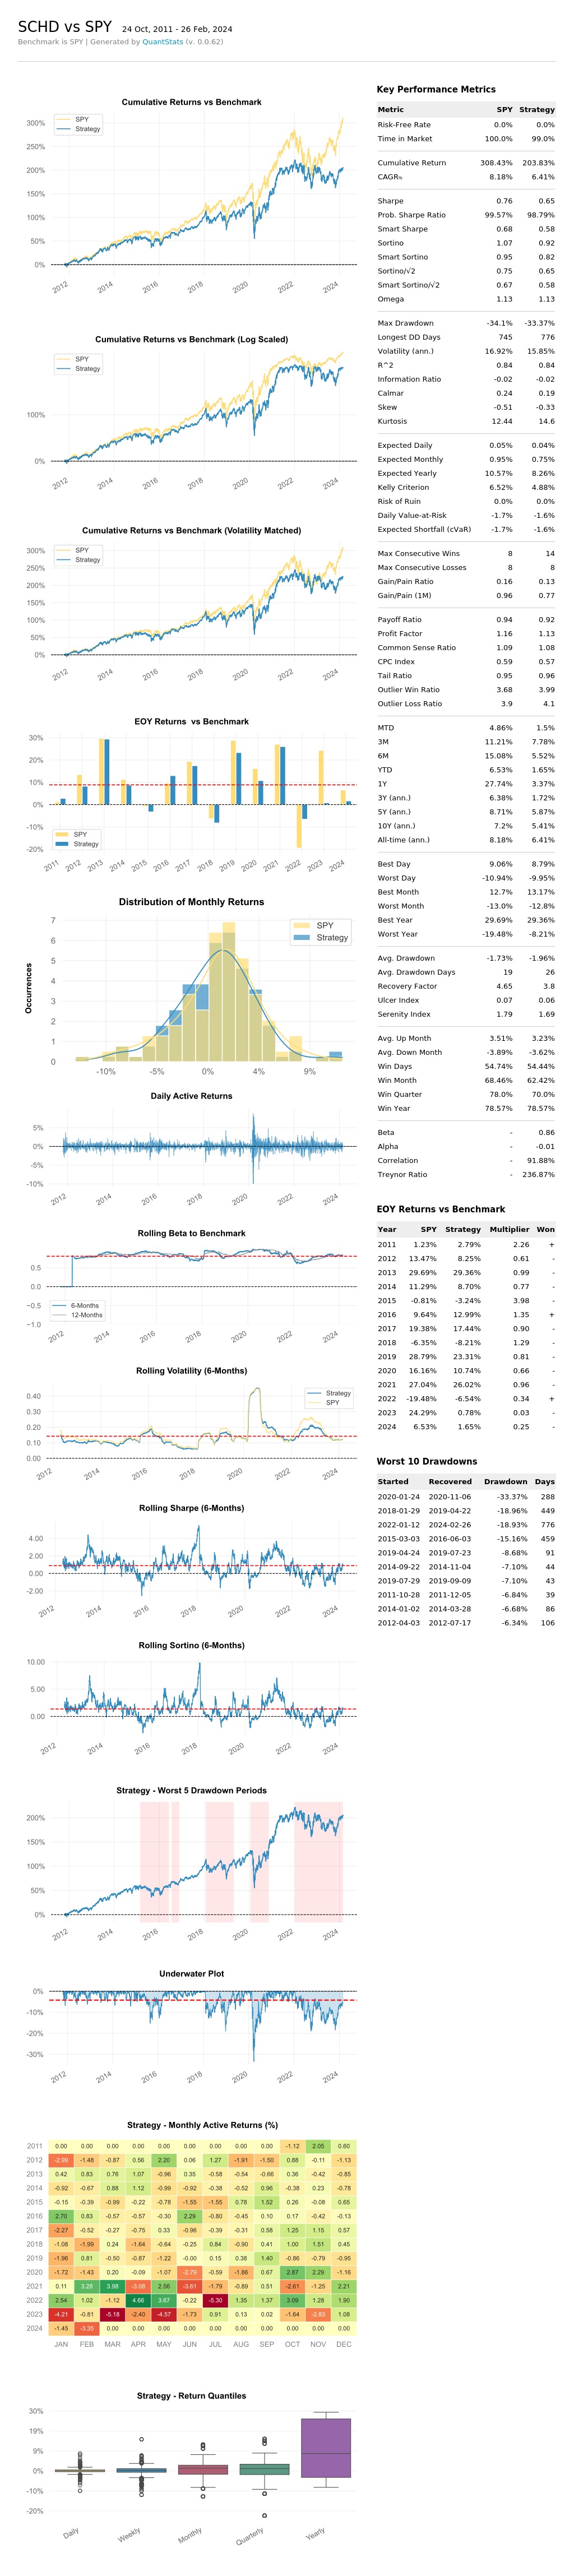 SCHD vs SPY 24 Oct, 2011 - 26 Feb, 2024
Benchmark is SPY | Generated by QuantStats (v. 0.0.62)
Cumulative Returns vs Benchmark
SPY
Strategy
300%
250%
200%
150%
100%
50%
0%
2012 2014 2016 2018 2020 2022 2024
Cumulative Returns vs Benchmark (Log Scaled)
SPY
Strategy
100%
0%
2012 2014 2016 2018 2020 2022 2024
Cumulative Returns vs Benchmark (Volatility Matched)
SPY
Strategy
300%
250%
200%
150%
100%
50%
0%
2012 2014 2016 2018 2020 2022 2024
EOY Returns vs Benchmark
30%
20%
10%
0%
-10%
-20%
SPY
Strategy
2011 2012 2013 2014 2015 2016 2017 2018 2019 2020 2021 2022 2023 2024
Distribution of Monthly Returns
SPY
Strategy
Occurrences
7
6
5
4
3
2
1
0
-10% -5% 0% 4% 9%
Daily Active Returns
5%
0%
-5%
-10%
2012 2014 2016 2018 2020 2022 2024
Rolling Beta to Benchmark
0.5
0.0
−0.5
−1.0
6-Months
12-Months
2012 2014 2016 2018 2020 2022 2024
Rolling Volatility (6-Months)
Strategy
SPY
0.40
0.30
0.20
0.10
0.00
2012 2014 2016 2018 2020 2022 2024
Rolling Sharpe (6-Months)
4.00
2.00
0.00
-2.00
2012 2014 2016 2018 2020 2022 2024
Rolling Sortino (6-Months)
10.00
5.00
0.00
2012 2014 2016 2018 2020 2022 2024
Strategy - Worst 5 Drawdown Periods
200%
150%
100%
50%
0%
2012 2014 2016 2018 2020 2022 2024
Underwater Plot
0%
-10%
-20%
-30%
2012 2014 2016 2018 2020 2022 2024
Strategy - Monthly Active Returns (%)
2011 0.00 0.00 0.00 0.00 0.00 0.00 0.00 0.00 0.00 -1.12 2.05 0.60
2012 -2.99 -1.48 -0.87 0.56 2.20 0.06 1.27 -1.91 -1.50 0.88 -0.11 -1.13
2013 0.42 0.83 0.76 1.07 -0.96 0.35 -0.58 -0.54 -0.66 0.36 -0.42 -0.85
2014 -0.92 -0.67 0.88 1.12 -0.99 -0.92 -0.38 -0.52 0.96 -0.38 0.23 -0.78
2015 -0.15 -0.39 -0.99 -0.22 -0.78 -1.55 -1.55 0.78 1.52 0.26 -0.08 0.65
2016 2.70 0.83 -0.57 -0.57 -0.30 2.29 -0.80 -0.45 0.10 0.17 -0.42 -0.13
2017 -2.27 -0.52 -0.27 -0.75 0.33 -0.96 -0.39 -0.31 0.58 1.25 1.15 0.57
2018 -1.08 -1.99 0.24 -1.64 -0.64 -0.25 0.84 -0.90 0.41 1.00 1.51 0.45
2019 -1.96 0.81 -0.50 -0.87 -1.22 -0.00 0.15 0.38 1.40 -0.86 -0.79 -0.95
2020 -1.72 -1.43 0.20 -0.09 -1.07 -2.79 -0.59 -1.86 0.67 2.87 2.29 -1.16
2021 0.11 3.28 3.98 -3.08 2.56 -3.61 -1.79 -0.89 0.51 -2.61 -1.25 2.21
2022 2.54 1.02 -1.12 4.66 3.87 -0.22 -5.30 1.35 1.37 3.09 1.28 1.90
2023 -4.21 -0.81 -5.18 -2.40 -4.57 -1.73 0.91 0.13 0.02 -1.64 -2.83 1.08
2024 -1.45 -3.35 0.00 0.00 0.00 0.00 0.00 0.00 0.00 0.00 0.00 0.00
JAN FEB MAR APR MAY JUN JUL AUG SEP OCT NOV DEC
Strategy - Return Quantiles
30%
19%
9%
0%
-10%
-20%
Daily Weekly Monthly Quarterly Yearly
Key Performance Metrics
Metric SPY Strategy
Risk-Free Rate 0.0% 0.0%
Time in Market 100.0% 99.0%
Cumulative Return 308.43% 203.83%
CAGR﹪ 8.18% 6.41%
Sharpe 0.76 0.65
Prob. Sharpe Ratio 99.57% 98.79%
Smart Sharpe 0.68 0.58
Sortino 1.07 0.92
Smart Sortino 0.95 0.82
Sortino/√2 0.75 0.65
Smart Sortino/√2 0.67 0.58
Omega 1.13 1.13
Max Drawdown -34.1% -33.37%
Longest DD Days 745 776
Volatility (ann.) 16.92% 15.85%
R^2 0.84 0.84
Information Ratio -0.02 -0.02
Calmar 0.24 0.19
Skew -0.51 -0.33
Kurtosis 12.44 14.6
Expected Daily 0.05% 0.04%
Expected Monthly 0.95% 0.75%
Expected Yearly 10.57% 8.26%
Kelly Criterion 6.52% 4.88%
Risk of Ruin 0.0% 0.0%
Daily Value-at-Risk -1.7% -1.6%
Expected Shortfall (cVaR) -1.7% -1.6%
Max Consecutive Wins 8 14
Max Consecutive Losses 8 8
Gain/Pain Ratio 0.16 0.13
Gain/Pain (1M) 0.96 0.77
Payoff Ratio 0.94 0.92
Profit Factor 1.16 1.13
Common Sense Ratio 1.09 1.08
CPC Index 0.59 0.57
Tail Ratio 0.95 0.96
Outlier Win Ratio 3.68 3.99
Outlier Loss Ratio 3.9 4.1
MTD 4.86% 1.5%
3M 11.21% 7.78%
6M 15.08% 5.52%
YTD 6.53% 1.65%
1Y 27.74% 3.37%
3Y (ann.) 6.38% 1.72%
5Y (ann.) 8.71% 5.87%
10Y (ann.) 7.2% 5.41%
All-time (ann.) 8.18% 6.41%
Best Day 9.06% 8.79%
Worst Day -10.94% -9.95%
Best Month 12.7% 13.17%
Worst Month -13.0% -12.8%
Best Year 29.69% 29.36%
Worst Year -19.48% -8.21%
Avg. Drawdown -1.73% -1.96%
Avg. Drawdown Days 19 26
Recovery Factor 4.65 3.8
Ulcer Index 0.07 0.06
Serenity Index 1.79 1.69
Avg. Up Month 3.51% 3.23%
Avg. Down Month -3.89% -3.62%
Win Days 54.74% 54.44%
Win Month 68.46% 62.42%
Win Quarter 78.0% 70.0%
Win Year 78.57% 78.57%
Beta - 0.86
Alpha - -0.01
Correlation - 91.88%
Treynor Ratio - 236.87%
EOY Returns vs Benchmark
Year SPY Strategy Multiplier Won
2011 1.23% 2.79% 2.26 +
2012 13.47% 8.25% 0.61 -
2013 29.69% 29.36% 0.99 -
2014 11.29% 8.70% 0.77 -
2015 -0.81% -3.24% 3.98 -
2016 9.64% 12.99% 1.35 +
2017 19.38% 17.44% 0.90 -
2018 -6.35% -8.21% 1.29 -
2019 28.79% 23.31% 0.81 -
2020 16.16% 10.74% 0.66 -
2021 27.04% 26.02% 0.96 -
2022 -19.48% -6.54% 0.34 +
2023 24.29% 0.78% 0.03 -
2024 6.53% 1.65% 0.25 -
Worst 10 Drawdowns
Started Recovered Drawdown Days
2020-01-24 2020-11-06 -33.37% 288
2018-01-29 2019-04-22 -18.96% 449
2022-01-12 2024-02-26 -18.93% 776
2015-03-03 2016-06-03 -15.16% 459
2019-04-24 2019-07-23 -8.68% 91
2014-09-22 2014-11-04 -7.10% 44
2019-07-29 2019-09-09 -7.10% 43
2011-10-28 2011-12-05 -6.84% 39
2014-01-02 2014-03-28 -6.68% 86
2012-04-03 2012-07-17 -6.34% 106